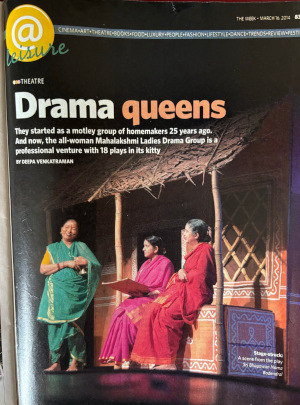 THE WEEK • MARCH 16, 2014
@
leisure
CINEMA•ART•THEATRE•BOOKS•FOOD•LUXURY•PEOPLE•FASHION•LIFESTYLE•DANCE•TRENDS•REVIEW•FESTI
THEATRE
Drama queens
They started as a motley group of homemakers 25 years ago.
And now, the all-woman Mahalakshmi Ladies Drama Group is a
professional venture with 18 plays in its kitty
BY DEEPA VENKATRAMAN
Stage-struck:
A scene from the play
Sri Bhagawan Nama
Bodendral